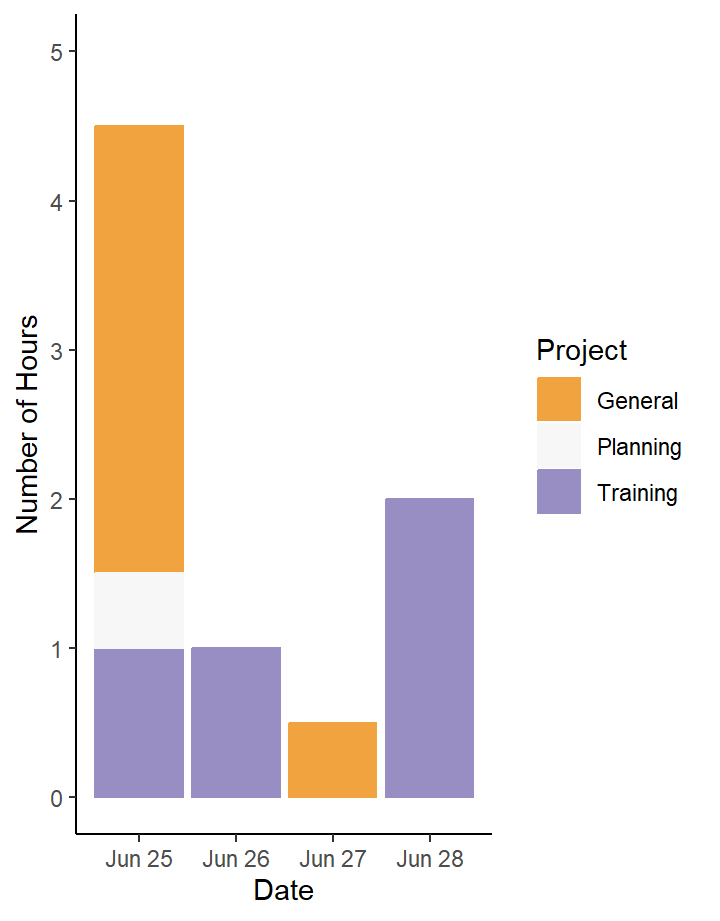 5
4
3
2
1
0
Number of Hours
Jun 25 Jun 26 Jun 27 Jun 28
Date
Project
General
Planning
Training